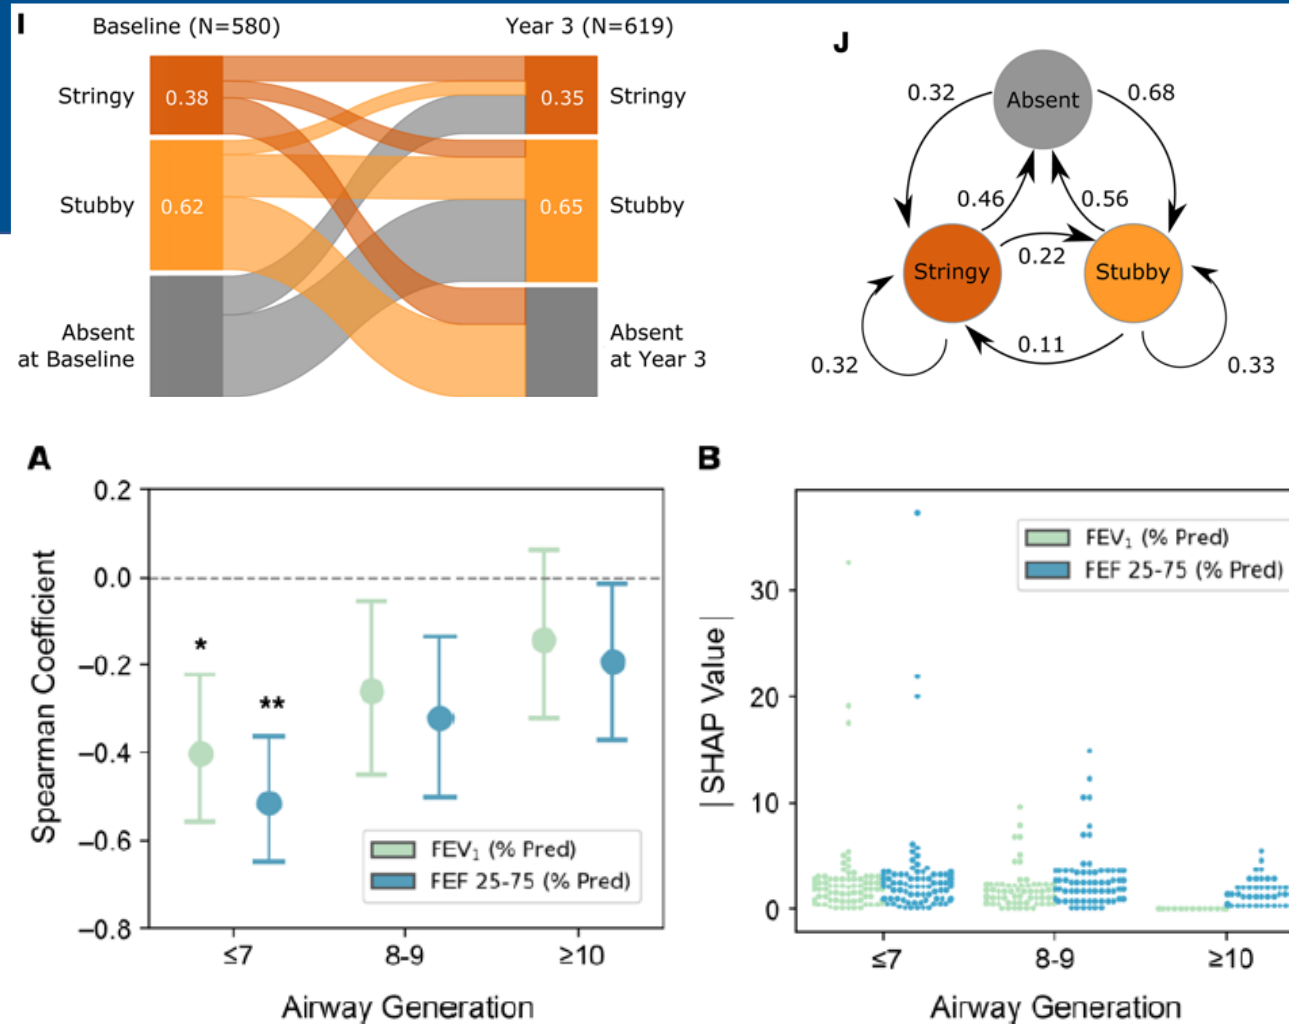 I
Baseline (N=580)
Year 3 (N=619)
Stringy
0.38
0.35
Stringy
Stubby
0.62
0.65
Stubby
Absent
at Baseline
Absent
at Year 3
J
Absent
0.32
0.68
0.46
0.56
Stringy
0.22
Stubby
0.11
0.32
0.33
A
0.2
0.0
−0.2
−0.4
−0.6
−0.8
Spearman Coefficient
*
**
FEV₁ (% Pred)
FEF 25-75 (% Pred)
≤7
8-9
≥10
Airway Generation
B
30
20
10
0
| SHAP Value |
FEV₁ (% Pred)
FEF 25-75 (% Pred)
≤7
8-9
≥10
Airway Generation